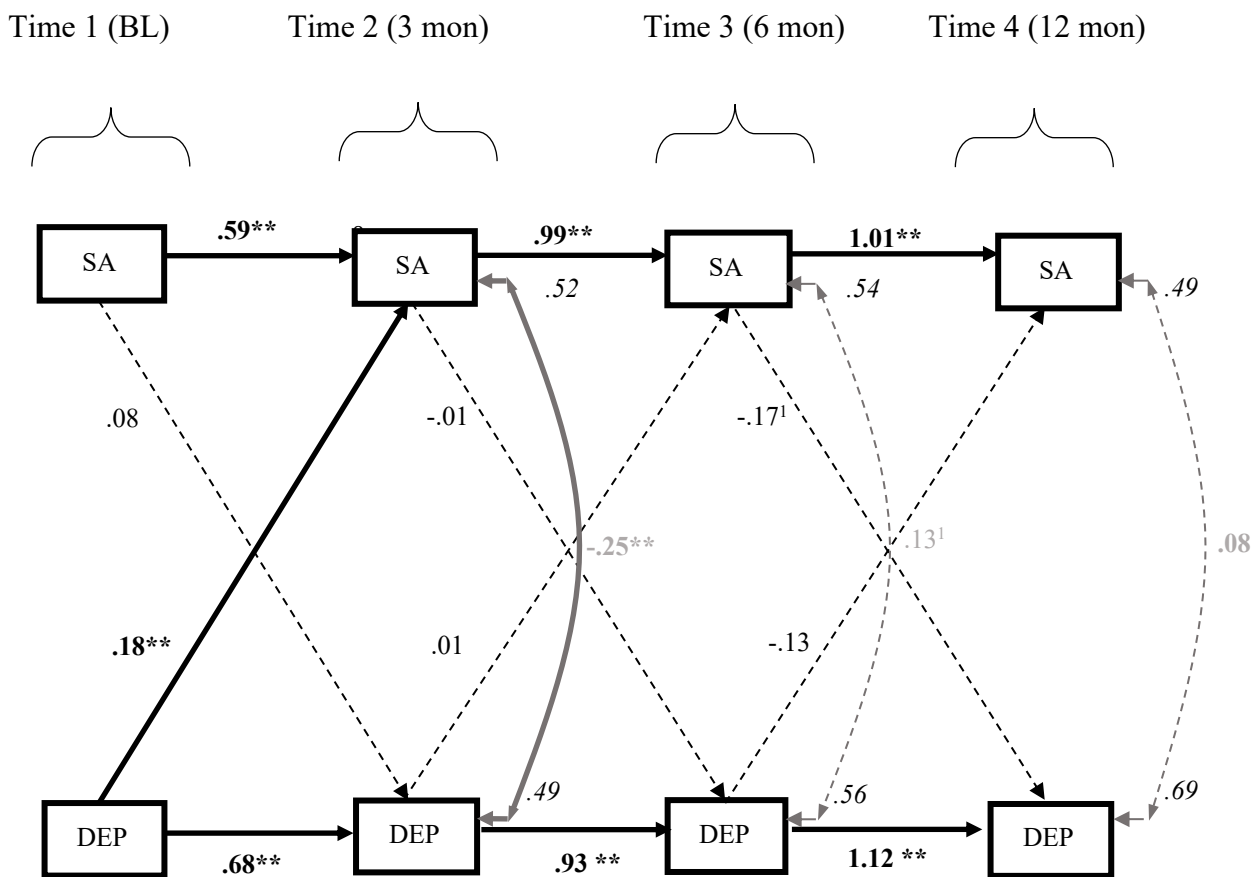 Time 1 (BL) Time 2 (3 mon) Time 3 (6 mon) Time 4 (12 mon)
.59** .99** 1.01**
SA SA SA SA
.52 .54 .49
.08 -.01 -.17¹
-.25** .13¹ .08
.18** .01 -.13
.49 .56 .69
DEP DEP DEP DEP
.68** .93 ** 1.12 **